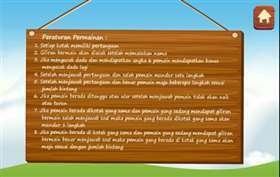 Peraturan Permainan :
1. Setiap kotak memiliki pertanyaan
2. Giliran bermain akan diacak setelah memasukan nama
3. Jika mengocok dadu dan mendapatkan angka 6 pemain mendapatkan bonus
mengocok dadu lagi
4. Setelah menjawab pertanyaan dan salah pemain mundur satu langkah
5. Setelah menjawab pertanyaan dan benar pemain maju beberapa langkah sesuai
jumlah bintang
6. Jika pemain berada ditangga atau ular setelah menjawab pemain tidak akan naik
atau turun
7. Jika pemain berada dikotak yang sama dan pemain yang sedang mendapat giliran
bermain salah menjawab maka pemain yang berada di kotak yang sama akan
mundur satu langkah
8. Jika pemain berada dikotak yang sama dan pemain yang sedang mendapat giliran
bermain benar menjawab maka pemain yang berada di kotak yang sama akan
maju sesuai dengan jumlah bintang